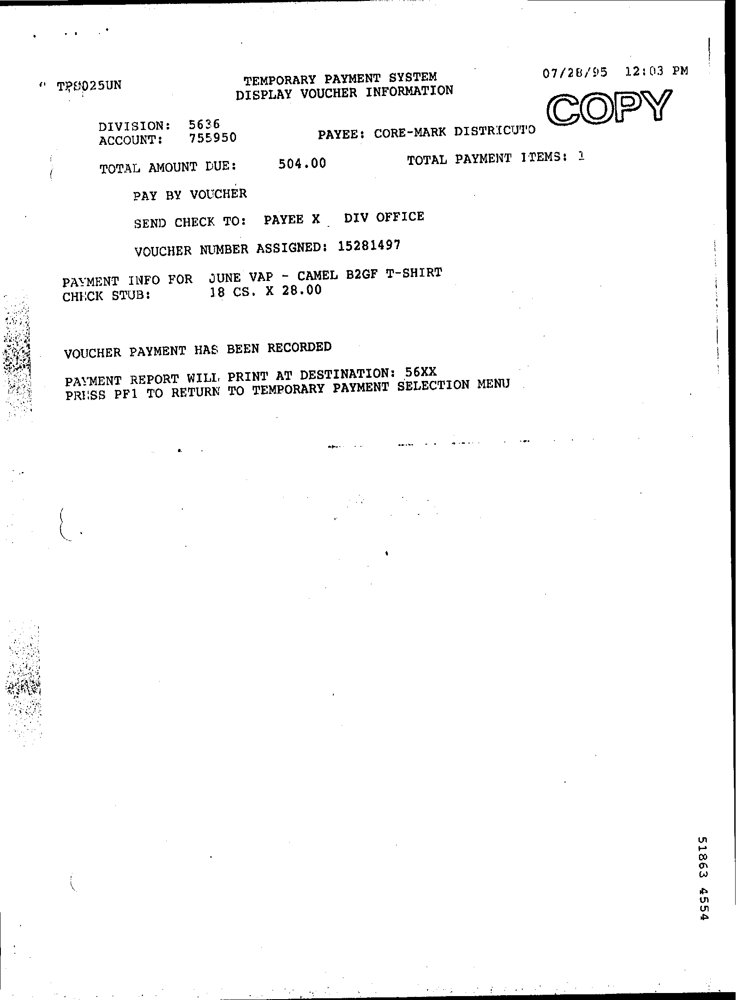 07/28/95 12:03 PM
TP8025UN TEMPORARY PAYMENT SYSTEM
DISPLAY VOUCHER INFORMATION
COPY
DIVISION: 5636
ACCOUNT: 755950 PAYEE: CORE-MARK DISTRICUTO
TOTAL AMOUNT DUE: 504.00 TOTAL PAYMENT ITEMS: 1
PAY BY VOUCHER
SEND CHECK TO: PAYEE X DIV OFFICE
VOUCHER NUMBER ASSIGNED: 15281497
PAYMENT INFO FOR JUNE VAP - CAMEL B2GF T-SHIRT
CHECK STUB: 18 CS. X 28.00
VOUCHER PAYMENT HAS BEEN RECORDED
PAYMENT REPORT WILL PRINT AT DESTINATION: 56XX
PRESS PF1 TO RETURN TO TEMPORARY PAYMENT SELECTION MENU
51863 4554